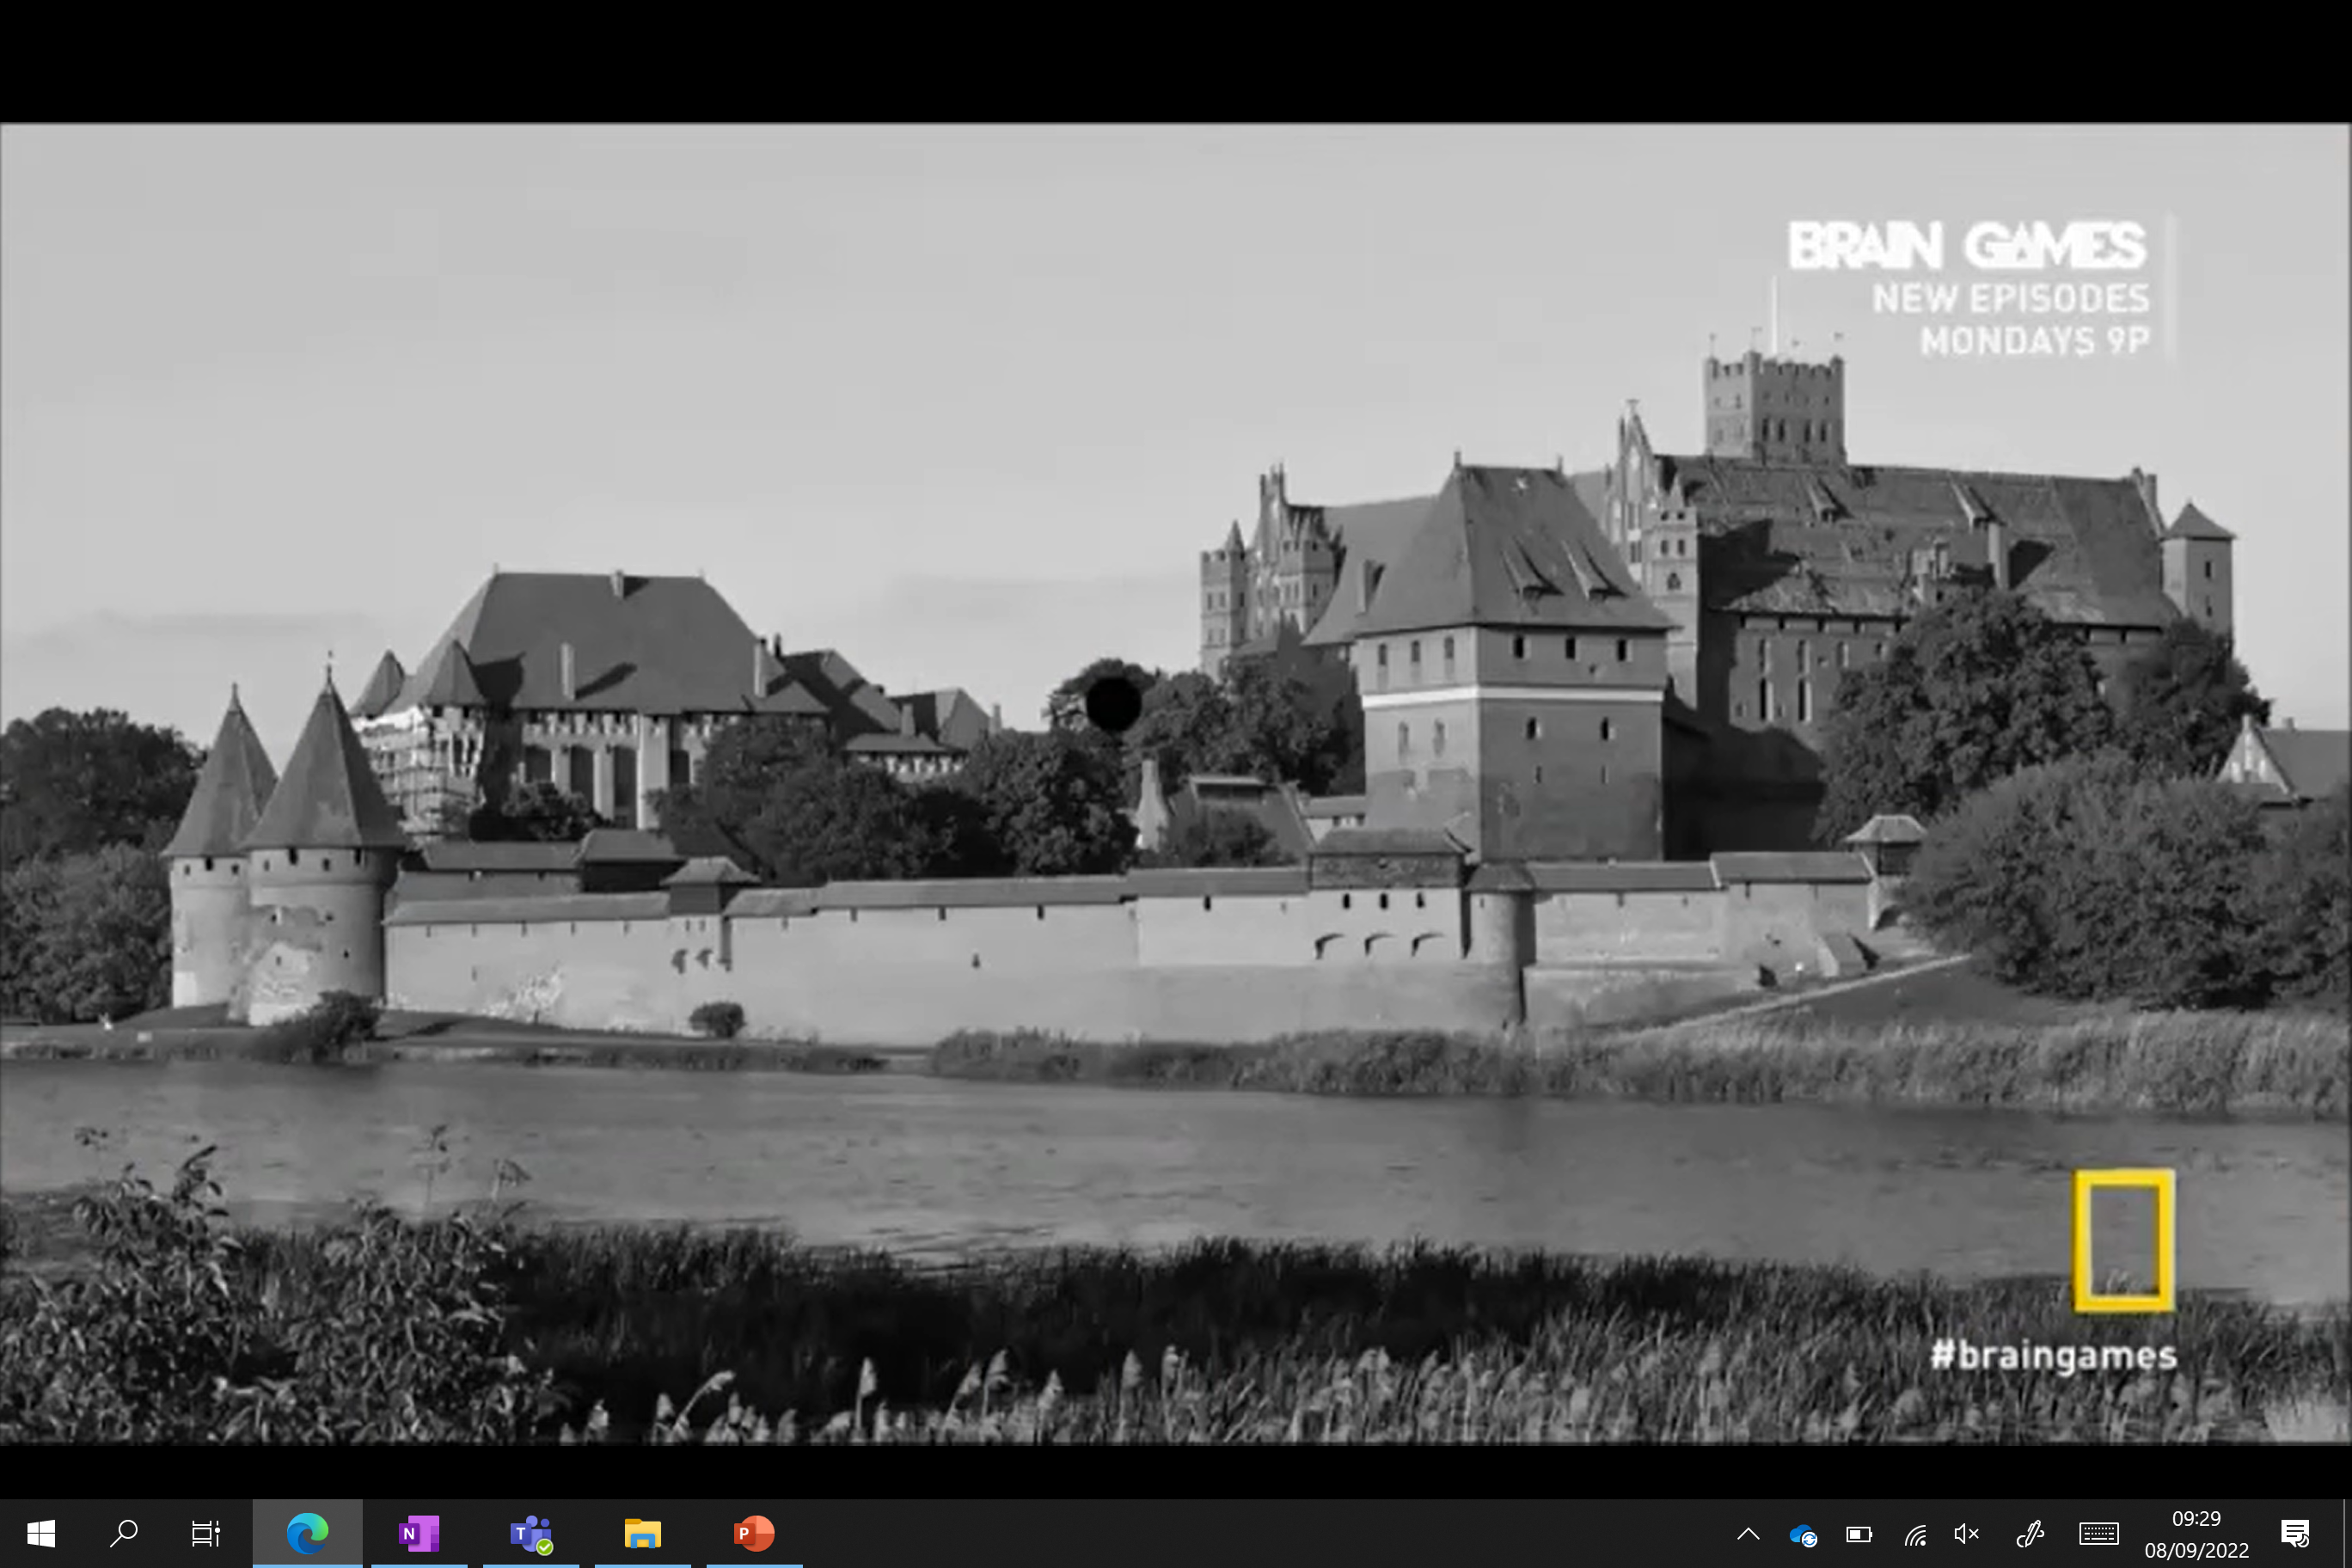 BRAIN GAMES
NEW EPISODES
MONDAYS 9P
#braingames
N
T
P
09:29
08/09/2022